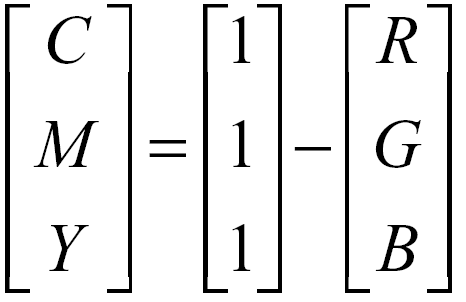 [C] = [1] − [R]
[M] = [1] − [G]
[Y] = [1] − [B]